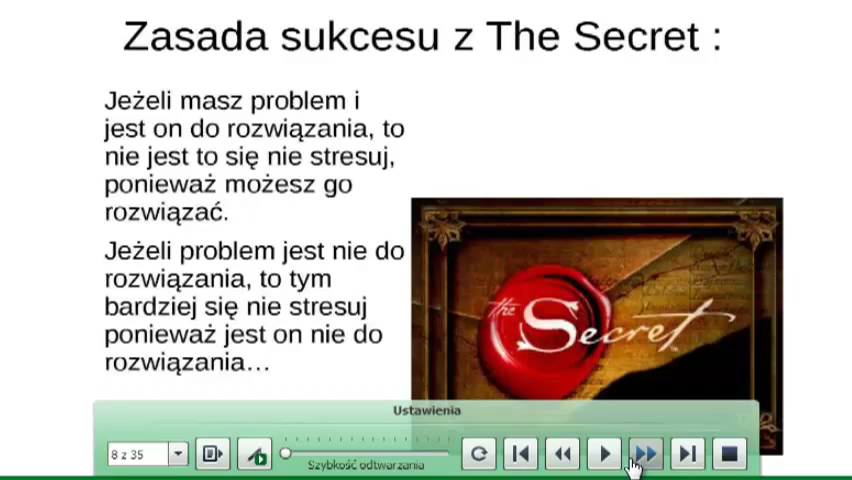 Zasada sukcesu z The Secret :
Jeżeli masz problem i
jest on do rozwiązania, to
nie jest to się nie stresuj,
ponieważ możesz go
rozwiązać.
Jeżeli problem jest nie do
rozwiązania, to tym
bardziej się nie stresuj
ponieważ jest on nie do
rozwiązania…
the Secret
Ustawienia
8 z 35
Szybkość odtwarzania